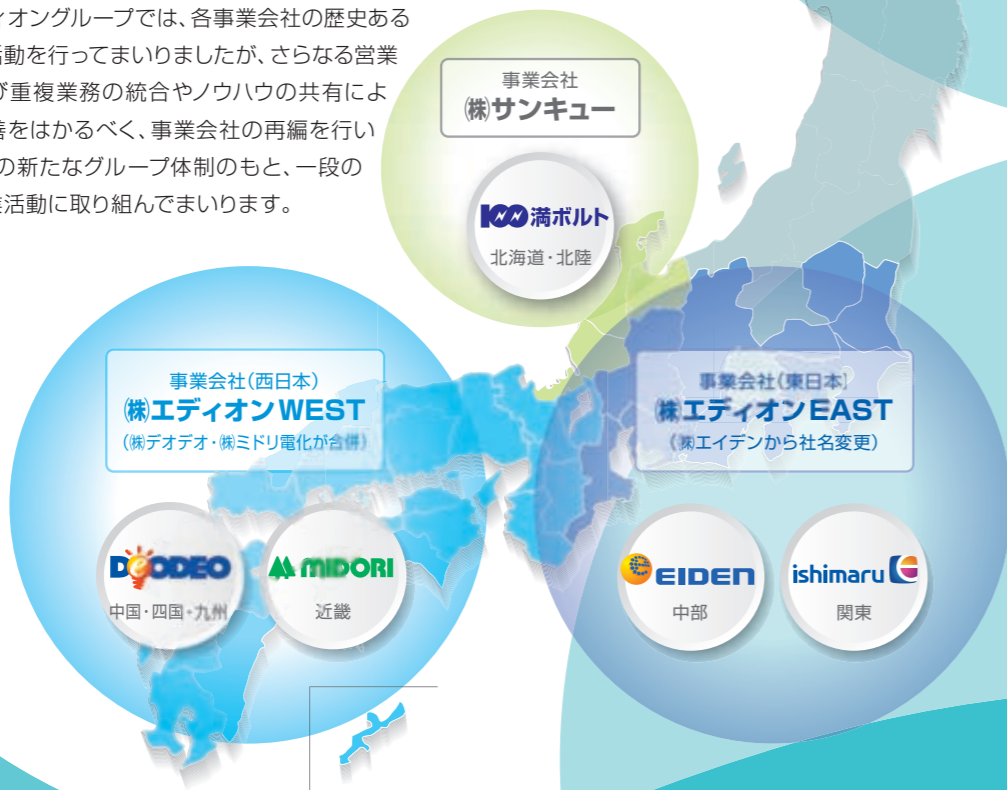 ィオングループでは、各事業会社の歴史ある
活動を行ってまいりましたが、さらなる営業
び重複業務の統合やノウハウの共有によ
善をはかるべく、事業会社の再編を行い
の新たなグループ体制のもと、一段の
業活動に取り組んでまいります。
事業会社
㈱サンキュー
100満ボルト
北海道・北陸
事業会社(西日本)
㈱エディオンWEST
(㈱デオデオ・㈱ミドリ電化が合併)
DeODEO
中国・四国・九州
MIDORI
近畿
事業会社(東日本)
㈱エディオンEAST
(㈱エイデンから社名変更)
EIDEN
中部
ishimaru
関東